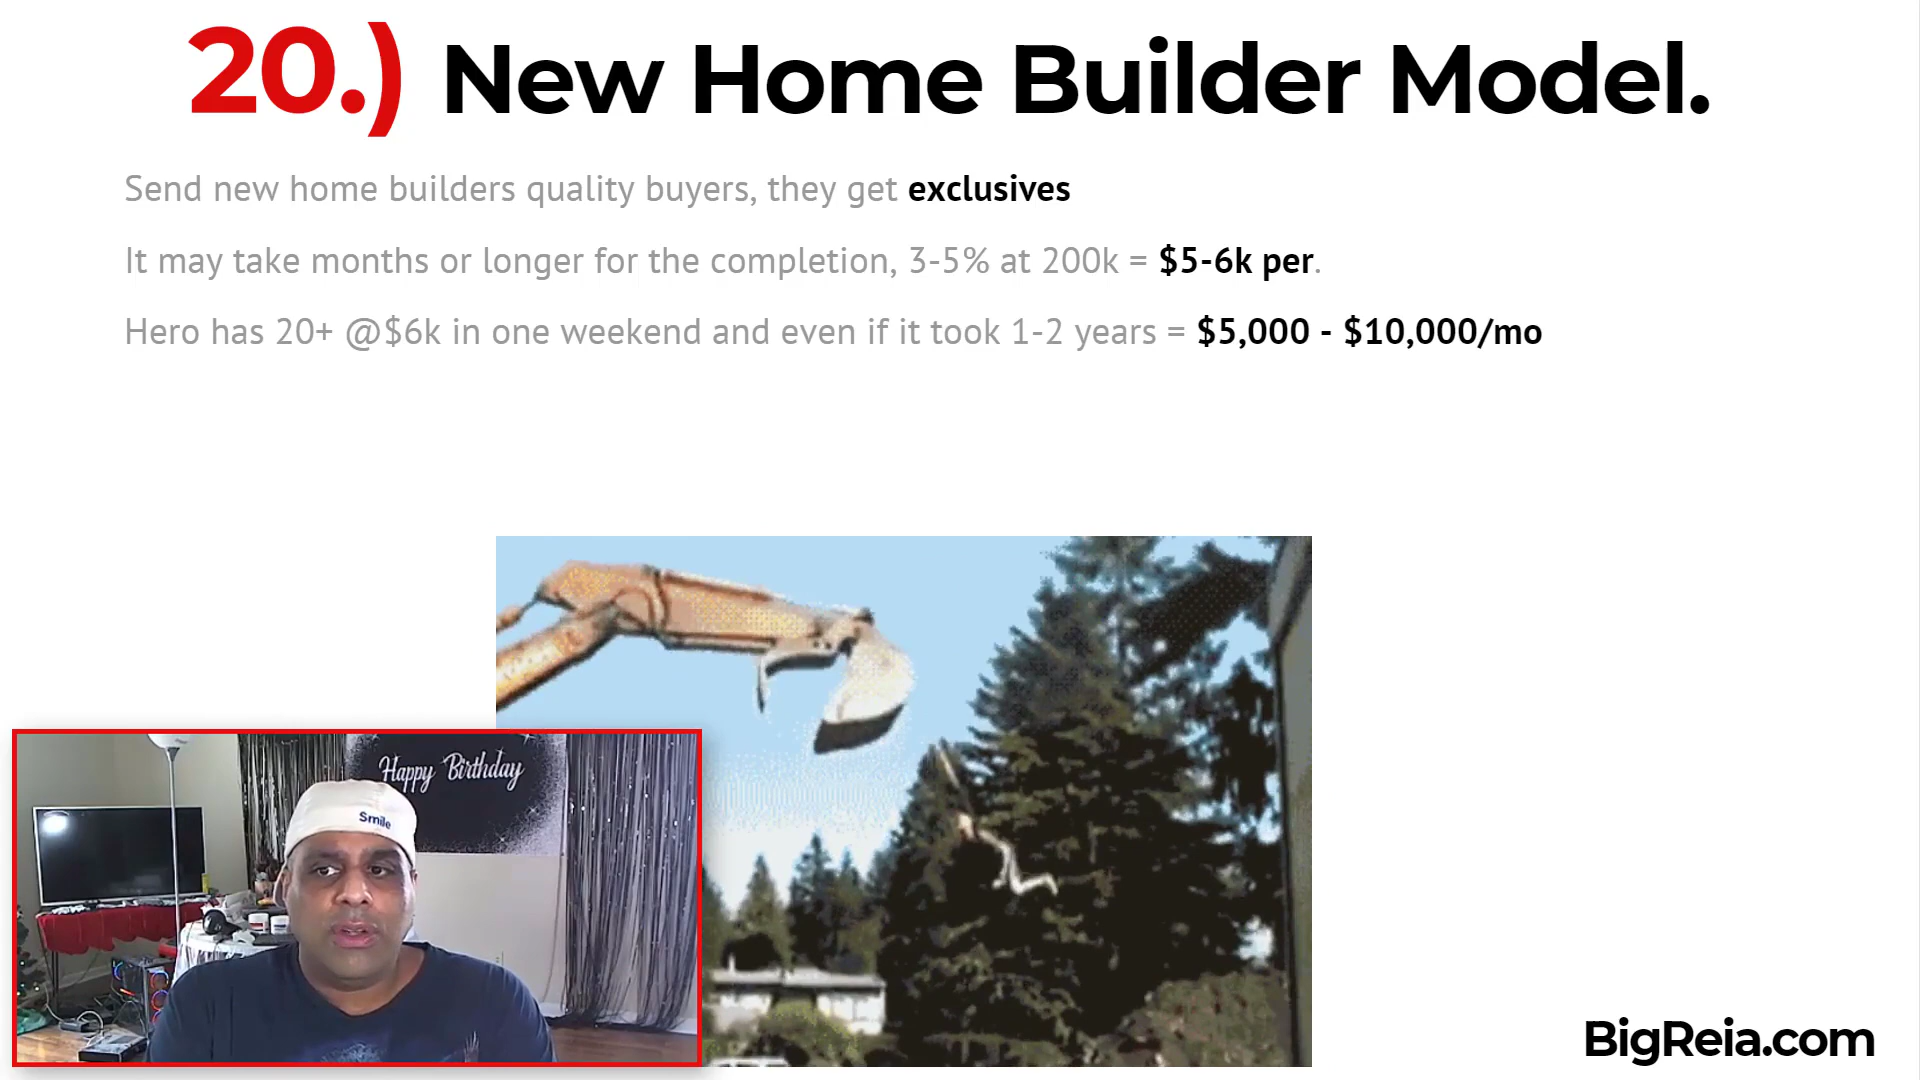 20.) New Home Builder Model.
Send new home builders quality buyers, they get exclusives
It may take months or longer for the completion, 3-5% at 200k = $5-6k per.
Hero has 20+ @$6k in one weekend and even if it took 1-2 years = $5,000 - $10,000/mo
Happy Birthday
Smile
BigReia.com